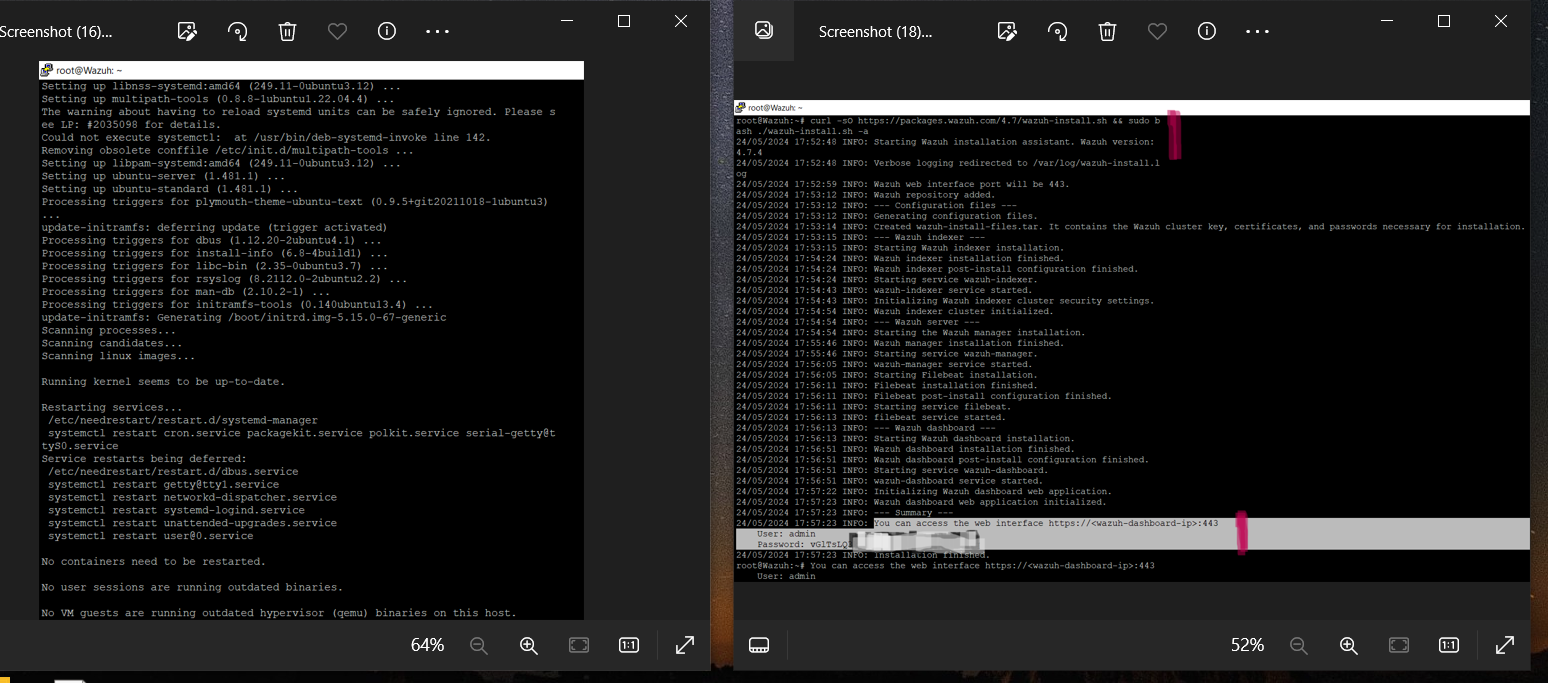 Screenshot (16)...
root@Wazuh: ~
Setting up libnss-systemd:amd64 (249.11-0ubuntu3.12) ...
Setting up multipath-tools (0.8.8-1ubuntu1.22.04.4) ...
The warning about having to reload systemd units can be safely ignored. Please s
ee LP: #2035098 for details.
Could not execute systemctl:  at /usr/bin/deb-systemd-invoke line 142.
Removing obsolete conffile /etc/init.d/multipath-tools ...
Setting up libpam-systemd:amd64 (249.11-0ubuntu3.12) ...
Setting up ubuntu-server (1.481.1) ...
Setting up ubuntu-standard (1.481.1) ...
Processing triggers for plymouth-theme-ubuntu-text (0.9.5+git20211018-1ubuntu3)
...
update-initramfs: deferring update (trigger activated)
Processing triggers for dbus (1.12.20-2ubuntu4.1) ...
Processing triggers for install-info (6.8-4build1) ...
Processing triggers for libc-bin (2.35-0ubuntu3.7) ...
Processing triggers for rsyslog (8.2112.0-2ubuntu2.2) ...
Processing triggers for man-db (2.10.2-1) ...
Processing triggers for initramfs-tools (0.140ubuntu13.4) ...
update-initramfs: Generating /boot/initrd.img-5.15.0-67-generic
Scanning processes...
Scanning candidates...
Scanning linux images...
Running kernel seems to be up-to-date.
Restarting services...
/etc/needrestart/restart.d/systemd-manager
systemctl restart cron.service packagekit.service polkit.service serial-getty@t
tyS0.service
Service restarts being deferred:
/etc/needrestart/restart.d/dbus.service
systemctl restart getty@tty1.service
systemctl restart networkd-dispatcher.service
systemctl restart systemd-logind.service
systemctl restart unattended-upgrades.service
systemctl restart user@0.service
No containers need to be restarted.
No user sessions are running outdated binaries.
No VM guests are running outdated hypervisor (qemu) binaries on this host.
64%
Screenshot (18)...
root@Wazuh: ~
root@Wazuh:~# curl -sO https://packages.wazuh.com/4.7/wazuh-install.sh && sudo b
ash ./wazuh-install.sh -a
24/05/2024 17:52:48 INFO: Starting Wazuh installation assistant. Wazuh version:
4.7.4
24/05/2024 17:52:48 INFO: Verbose logging redirected to /var/log/wazuh-install.l
og
24/05/2024 17:52:59 INFO: Wazuh web interface port will be 443.
24/05/2024 17:53:12 INFO: Wazuh repository added.
24/05/2024 17:53:12 INFO: --- Configuration files ---
24/05/2024 17:53:12 INFO: Generating configuration files.
24/05/2024 17:53:14 INFO: Created wazuh-install-files.tar. It contains the Wazuh cluster key, certificates, and passwords necessary for installation.
24/05/2024 17:53:15 INFO: --- Wazuh indexer ---
24/05/2024 17:53:15 INFO: Starting Wazuh indexer installation.
24/05/2024 17:54:24 INFO: Wazuh indexer installation finished.
24/05/2024 17:54:24 INFO: Wazuh indexer post-install configuration finished.
24/05/2024 17:54:24 INFO: Starting service wazuh-indexer.
24/05/2024 17:54:43 INFO: wazuh-indexer service started.
24/05/2024 17:54:43 INFO: Initializing Wazuh indexer cluster security settings.
24/05/2024 17:54:54 INFO: Wazuh indexer cluster initialized.
24/05/2024 17:54:54 INFO: --- Wazuh server ---
24/05/2024 17:54:54 INFO: Starting the Wazuh manager installation.
24/05/2024 17:55:46 INFO: Wazuh manager installation finished.
24/05/2024 17:55:46 INFO: Starting service wazuh-manager.
24/05/2024 17:56:05 INFO: wazuh-manager service started.
24/05/2024 17:56:05 INFO: Starting Filebeat installation.
24/05/2024 17:56:11 INFO: Filebeat installation finished.
24/05/2024 17:56:11 INFO: Filebeat post-install configuration finished.
24/05/2024 17:56:11 INFO: Starting service filebeat.
24/05/2024 17:56:13 INFO: filebeat service started.
24/05/2024 17:56:13 INFO: --- Wazuh dashboard ---
24/05/2024 17:56:13 INFO: Starting Wazuh dashboard installation.
24/05/2024 17:56:51 INFO: Wazuh dashboard installation finished.
24/05/2024 17:56:51 INFO: Wazuh dashboard post-install configuration finished.
24/05/2024 17:56:51 INFO: Starting service wazuh-dashboard.
24/05/2024 17:56:51 INFO: wazuh-dashboard service started.
24/05/2024 17:57:22 INFO: Initializing Wazuh dashboard web application.
24/05/2024 17:57:23 INFO: Wazuh dashboard web application initialized.
24/05/2024 17:57:23 INFO: --- Summary ---
24/05/2024 17:57:23 INFO: You can access the web interface https://<wazuh-dashboard-ip>:443
User: admin
Password:
24/05/2024 17:57:23 INFO: Installation finished.
root@Wazuh:~# You can access the web interface https://<wazuh-dashboard-ip>:443
User: admin
52%